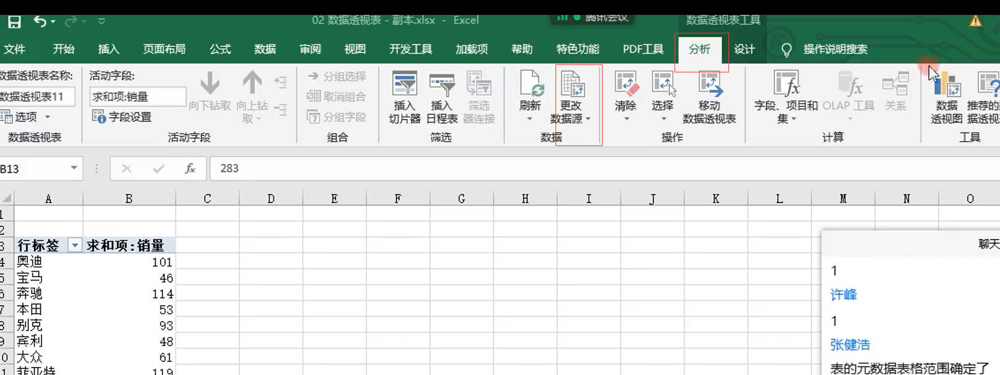 02 数据透视表 - 副本.xlsx - Excel
腾讯会议
数据透视表工具
文件 开始 插入 页面布局 公式 数据 审阅 视图 开发工具 加载项 帮助 特色功能 PDF工具 分析 设计 操作说明搜索
数据透视表名称:
数据透视表11
选项
数据透视表
活动字段:
求和项:销量
字段设置
向下钻取 向上钻
取
活动字段
分组选择
取消组合
分组字段
组合
插入
切片器
插入
日程表
筛选
器连接
筛选
刷新
更改
数据源
数据
清除
选择
移动
数据透视表
操作
字段、项目和
集
OLAP 工具
关系
计算
数据
透视图
推荐的数
据透视表
工具
B13
fx
283
A B C D E F G H I J K L M N O
1
2
3 行标签 求和项:销量
4 奥迪 101
5 宝马 46
6 奔驰 114
7 本田 53
8 别克 93
9 宾利 48
0 大众 61
1 菲亚特 119
聊天
1
许峰
1
张健浩
表的元数据表格范围确定了